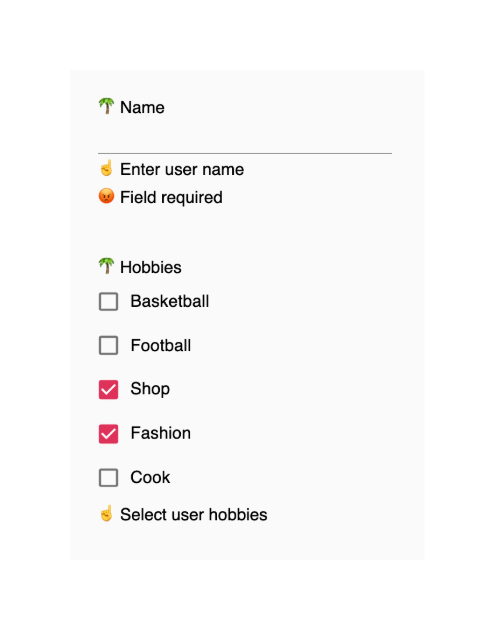 🌴 Name
☝ Enter user name
😡 Field required
🌴 Hobbies
Basketball
Football
Shop
Fashion
Cook
☝ Select user hobbies